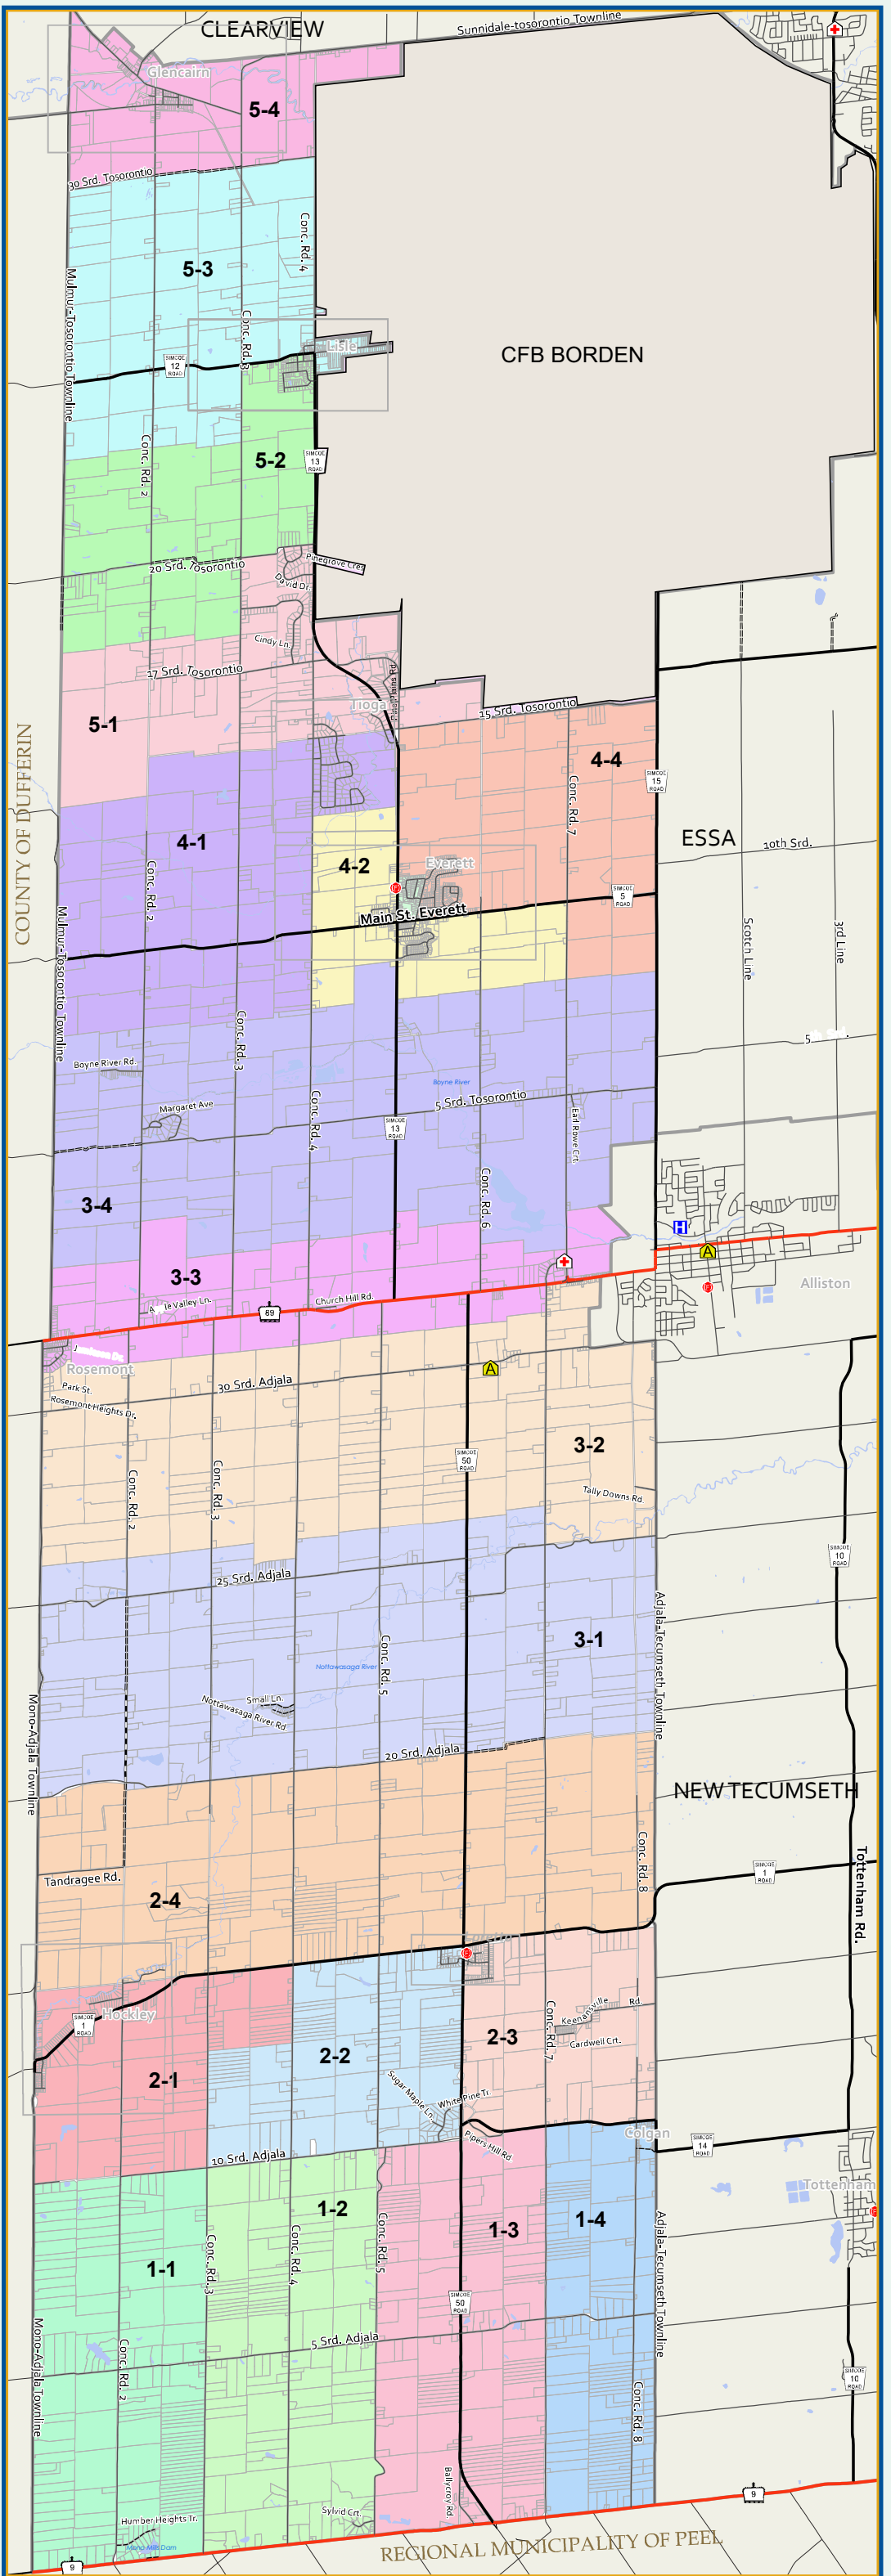 CLEARVIEW
Sunnidale-tosorontio Townline
Glencairn
5-4
30 Srd. Tosorontio
Conc. Rd. 4
5-3
Mulmur-Tosorontio Townline
Conc. Rd. 3
Lisle
SIMCOE 12 ROAD
CFB BORDEN
5-2
SIMCOE 13 ROAD
Conc. Rd. 2
20 Srd. Tosorontio
Pinegrove Cres
David Dr.
Cindy Ln.
17 Srd. Tosorontio
Tioga
15 Srd. Tosorontio
5-1
COUNTY OF DUFFERIN
4-4
SIMCOE 15 ROAD
Conc. Rd. 7
ESSA
10th Srd.
4-1
4-2
Everett
Conc. Rd. 2
SIMCOE 5 ROAD
Main St. Everett
Scotch Line
3rd Line
Mulmur-Tosorontio Townline
Conc. Rd. 3
Boyne River Rd.
Boyne River
Margaret Ave
5 Srd. Tosorontio
Conc. Rd. 4
SIMCOE 13 ROAD
Earl Rowe Crt.
Conc. Rd. 6
3-4
H
A
3-3
Alliston
Church Hill Rd.
89
Rosemont
A
30 Srd. Adjala
Park St.
Rosemont Heights Dr.
3-2
SIMCOE 50 ROAD
Conc. Rd. 2
Conc. Rd. 3
Tally Downs Rd.
SIMCOE 10 ROAD
25 Srd. Adjala
3-1
Adjala-Tecumseth Townline
Conc. Rd. 5
Nottawasaga River
Small Ln.
Nottawasaga River Rd
Mono-Adjala Townline
20 Srd. Adjala
NEW TECUMSETH
Conc. Rd. 8
SIMCOE 1 ROAD
Tottenham Rd.
Tandragee Rd.
2-4
Hockley
SIMCOE 1 ROAD
Keenansville Rd.
Conc. Rd. 7
Cardwell Crt.
2-3
2-2
2-1
Sugar Maple Ln.
White Pine Tr.
Pipers Hill Rd
Colgan
SIMCOE 14 ROAD
10 Srd. Adjala
Tottenham
1-2
1-3
1-4
1-1
Conc. Rd. 3
Conc. Rd. 4
Conc. Rd. 5
SIMCOE 50 ROAD
Adjala-Tecumseth Townline
5 Srd. Adjala
Mono-Adjala Townline
Conc. Rd. 2
SIMCOE 10 ROAD
Conc. Rd. 8
Ballycroy Rd
Sylvid Crt.
Humber Heights Tr.
Mono Mills Dam
9
9
REGIONAL MUNICIPALITY OF PEEL